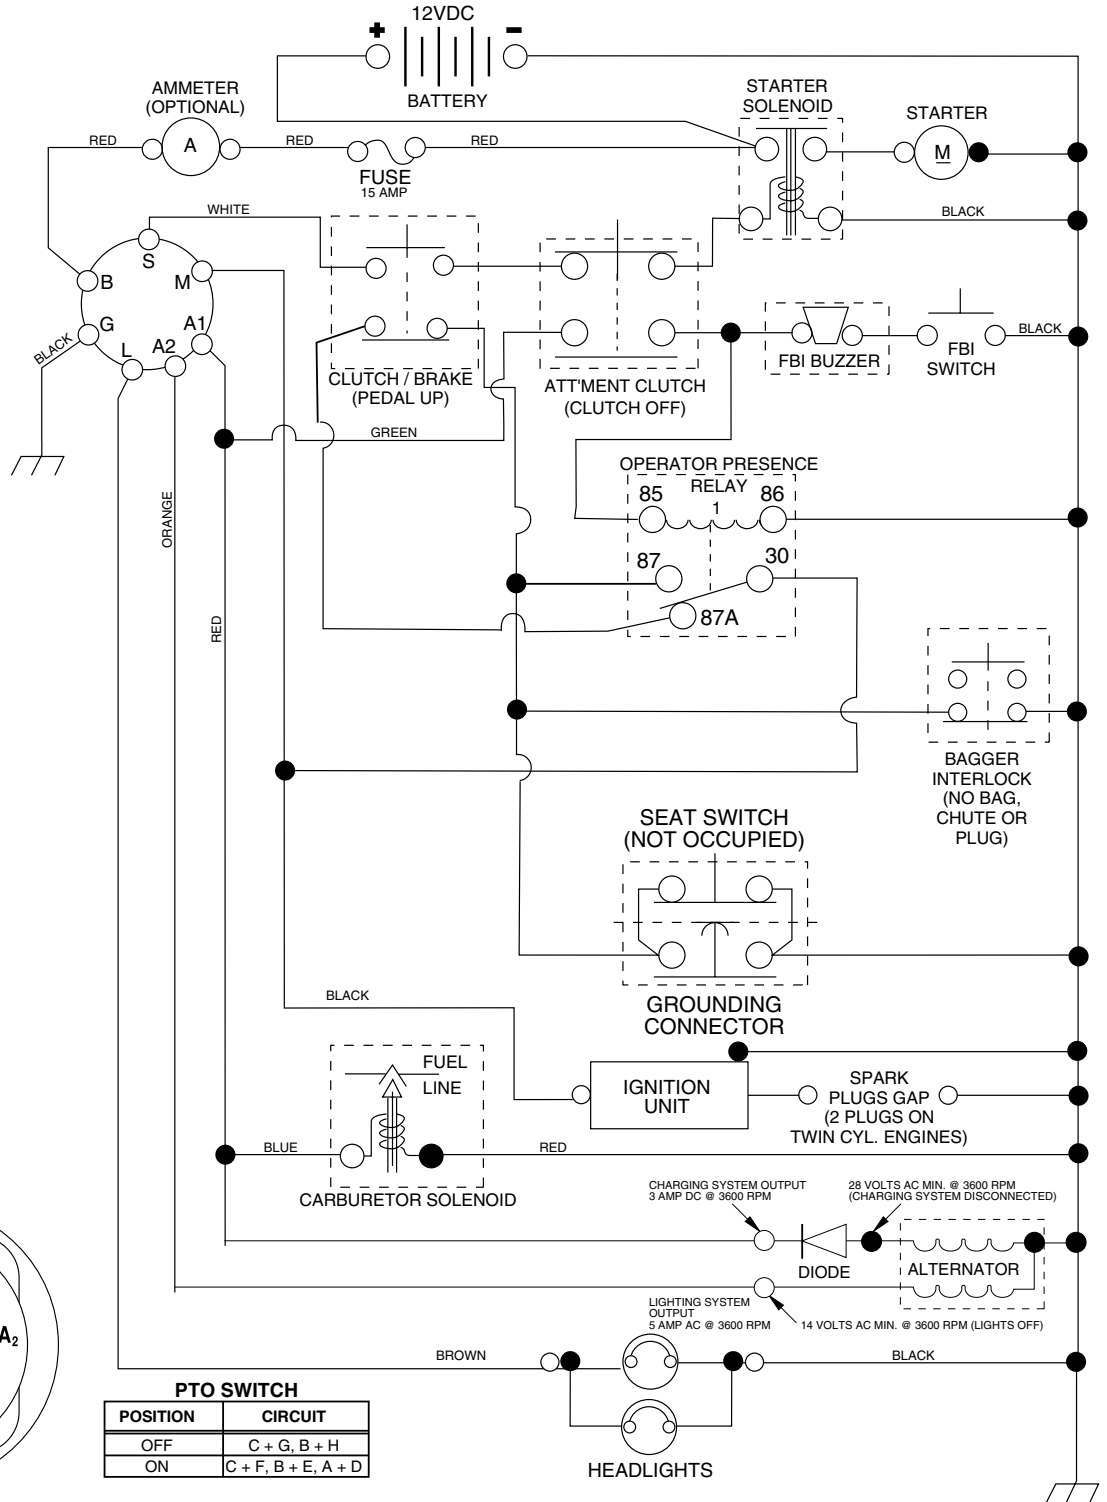 12VDC
+
-
BATTERY
AMMETER
(OPTIONAL)
STARTER
SOLENOID
STARTER
RED
A
RED
RED
FUSE
15 AMP
M
WHITE
BLACK
S
B
M
G
A1
L
A2
BLACK
CLUTCH / BRAKE
(PEDAL UP)
ATT'MENT CLUTCH
(CLUTCH OFF)
FBI BUZZER
FBI
SWITCH
BLACK
GREEN
OPERATOR PRESENCE
RELAY
85
1
86
87
30
87A
ORANGE
RED
BAGGER
INTERLOCK
(NO BAG,
CHUTE OR
PLUG)
SEAT SWITCH
(NOT OCCUPIED)
BLACK
GROUNDING
CONNECTOR
FUEL
LINE
IGNITION
UNIT
SPARK
PLUGS GAP
(2 PLUGS ON
TWIN CYL. ENGINES)
BLUE
RED
CARBURETOR SOLENOID
CHARGING SYSTEM OUTPUT
3 AMP DC @ 3600 RPM
28 VOLTS AC MIN. @ 3600 RPM
(CHARGING SYSTEM DISCONNECTED)
DIODE
ALTERNATOR
LIGHTING SYSTEM
OUTPUT
5 AMP AC @ 3600 RPM
14 VOLTS AC MIN. @ 3600 RPM (LIGHTS OFF)
A2
BROWN
BLACK
HEADLIGHTS
PTO SWITCH
POSITION CIRCUIT
OFF C + G, B + H
ON C + F, B + E, A + D